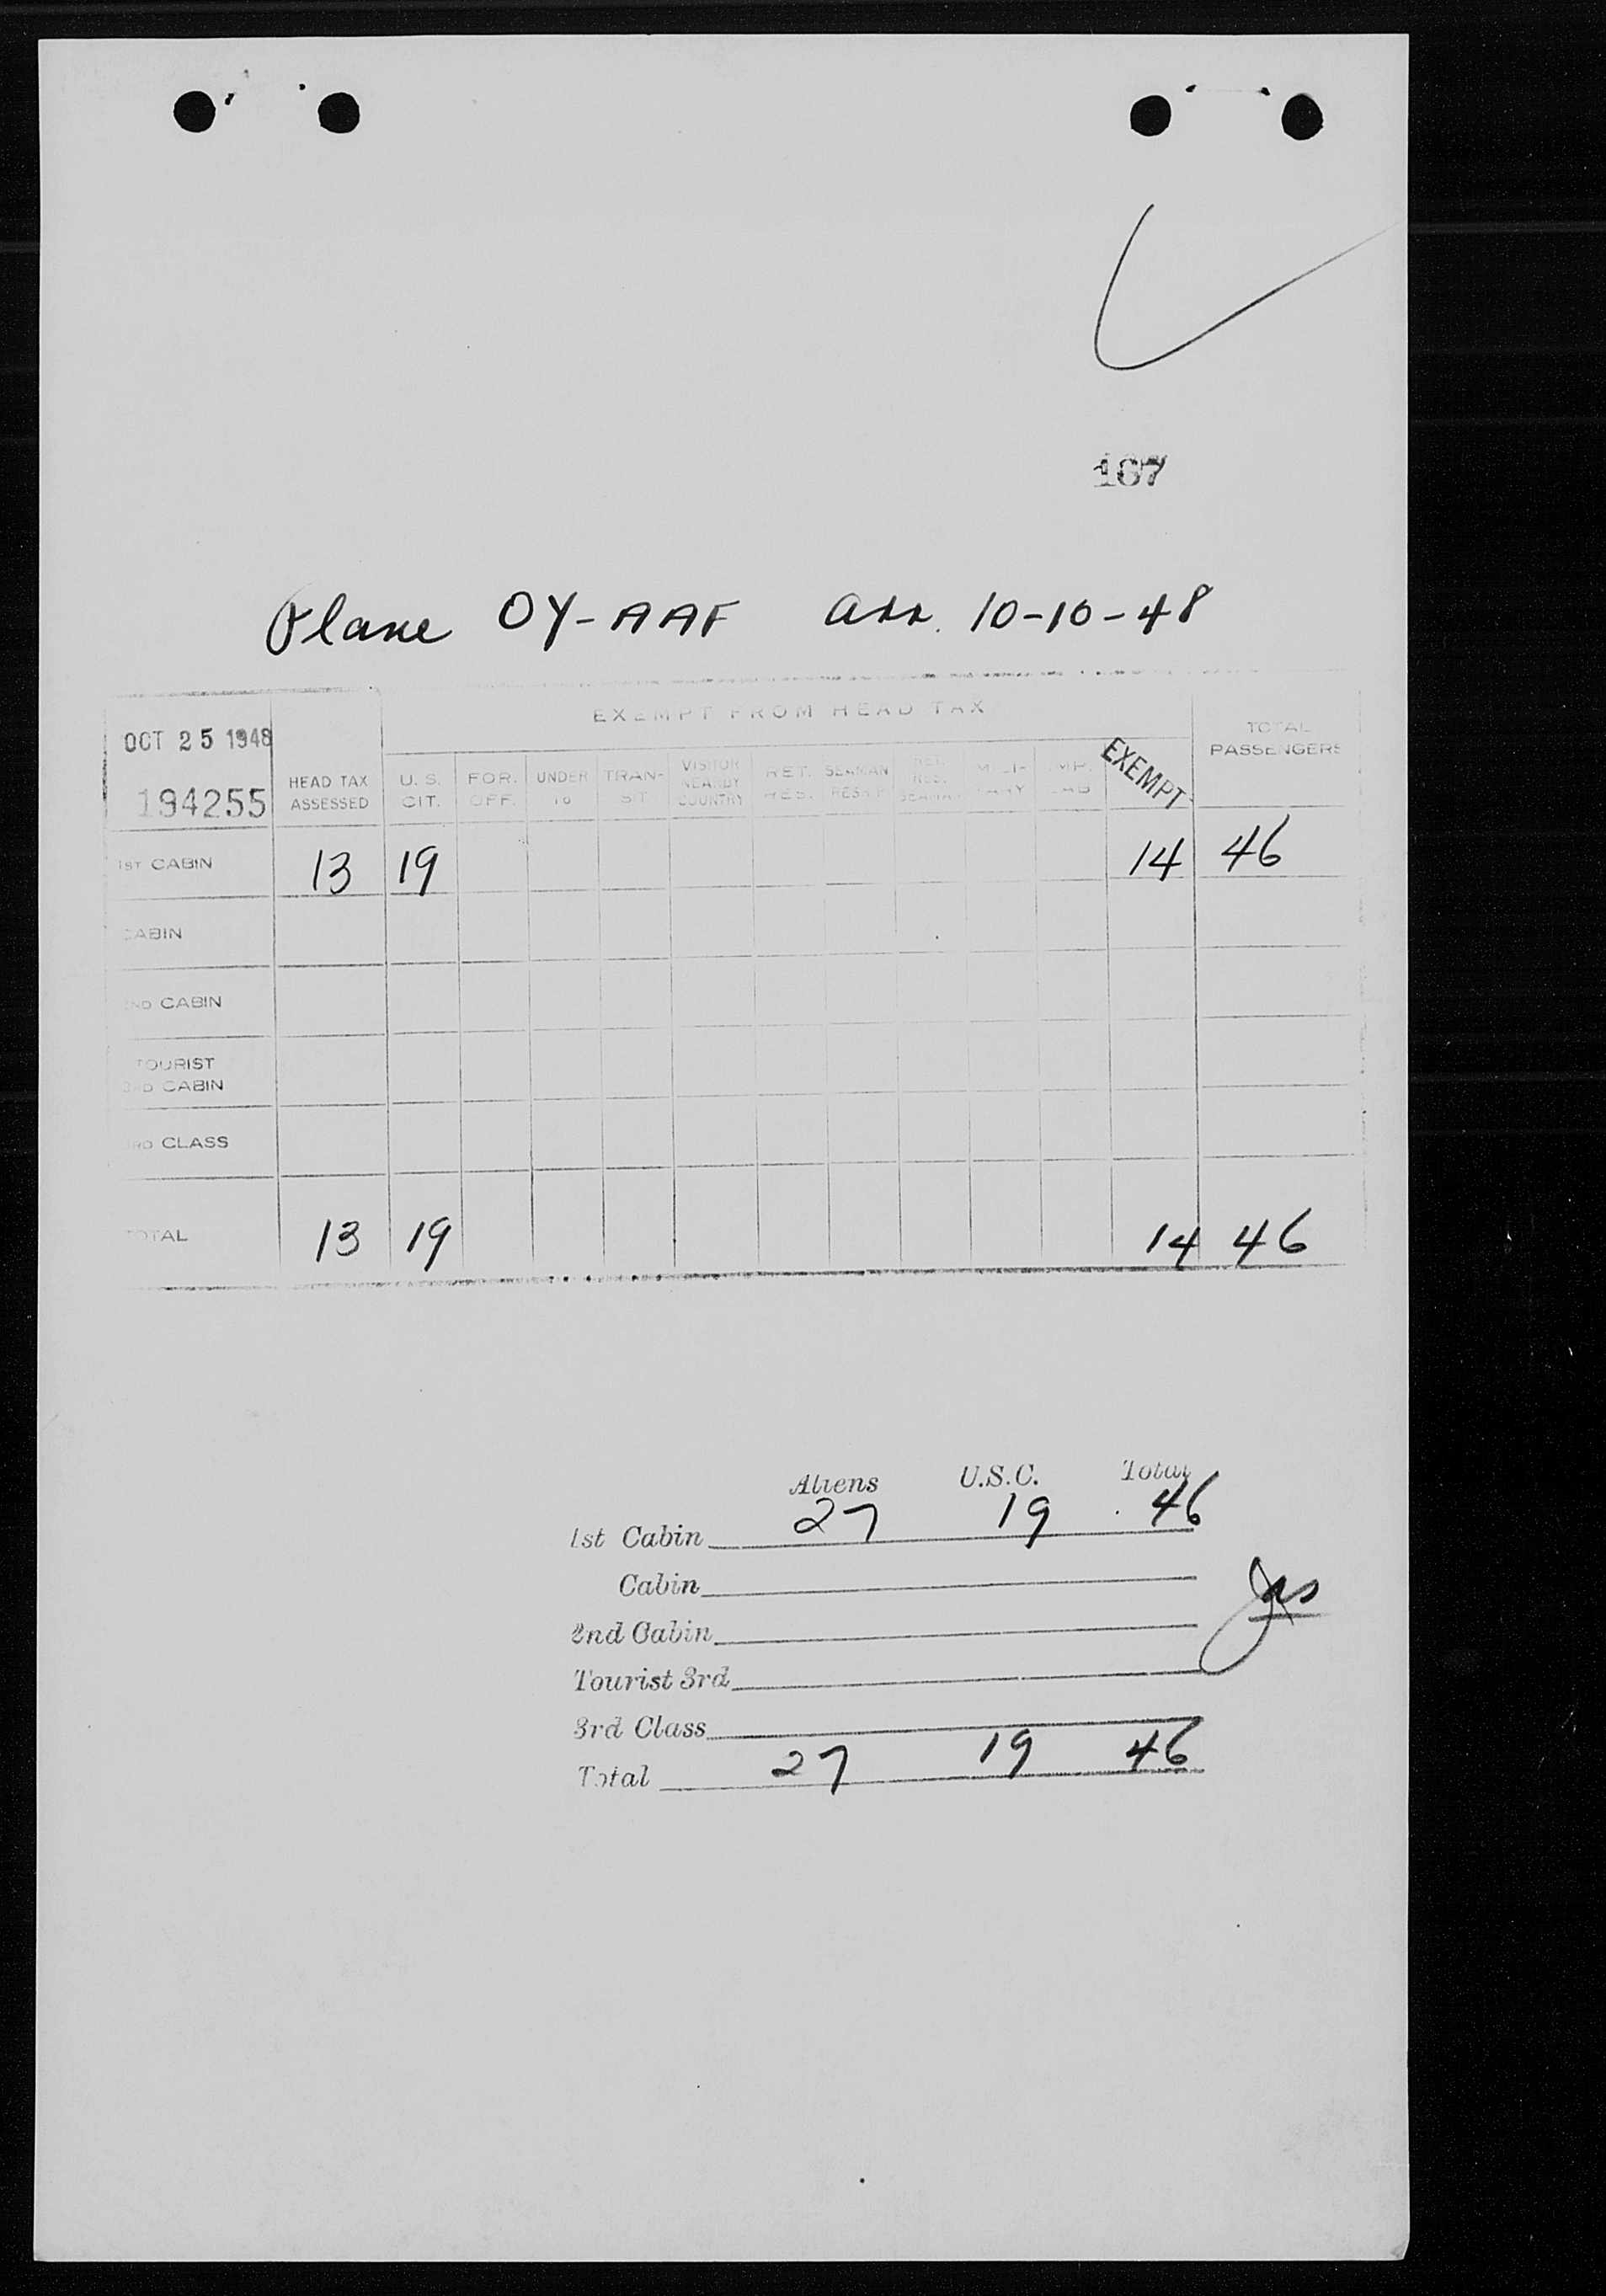 167
Plane OY-AAF arr. 10-10-48
EXEMPT FROM HEAD TAX
OCT 25 1948
194255
HEAD TAX ASSESSED
U. S. CIT.
FOR. OFF.
UNDER 16
TRAN-SIT
VISITOR NEARBY COUNTRY
RET. RES.
SEAMAN
RET. RES. SEAMAN
EXEMPT
TOTAL PASSENGERS
1ST CABIN 13 19 14 46
CABIN
2ND CABIN
TOURIST
3RD CABIN
3RD CLASS
TOTAL 13 19 14 46
Aliens U.S.C. Total
1st Cabin 27 19 46
Cabin
2nd Cabin
Tourist 3rd
3rd Class
Total 27 19 46